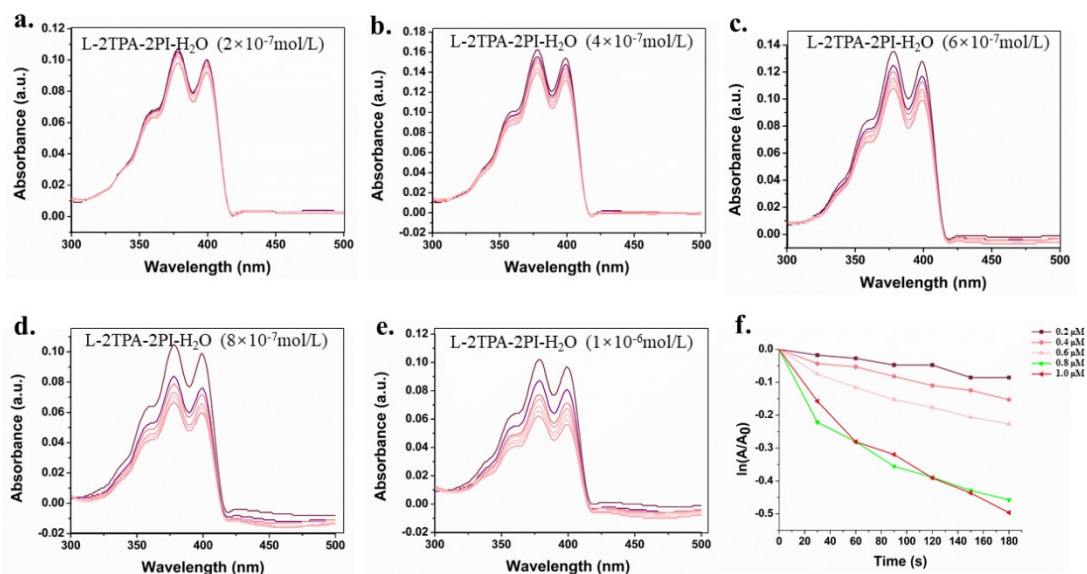 a.
L-2TPA-2PI-H₂O (2×10⁻⁷mol/L)
0.12
0.10
0.08
0.06
0.04
0.02
0.00
300 350 400 450 500
Absorbance (a.u.)
Wavelength (nm)
b.
L-2TPA-2PI-H₂O (4×10⁻⁷mol/L)
0.18
0.16
0.14
0.12
0.10
0.08
0.06
0.04
0.02
0.00
-0.02
300 350 400 450 500
Absorbance (a.u.)
Wavelength (nm)
c.
L-2TPA-2PI-H₂O (6×10⁻⁷mol/L)
0.14
0.12
0.10
0.08
0.06
0.04
0.02
0.00
300 350 400 450 500
Absorbance (a.u.)
Wavelength (nm)
d.
L-2TPA-2PI-H₂O (8×10⁻⁷mol/L)
0.10
0.08
0.06
0.04
0.02
0.00
-0.02
300 350 400 450 500
Absorbance (a.u.)
Wavelength (nm)
e.
L-2TPA-2PI-H₂O (1×10⁻⁶mol/L)
0.12
0.10
0.08
0.06
0.04
0.02
0.00
-0.02
300 350 400 450 500
Absorbance (a.u.)
Wavelength (nm)
f.
0.2 μM
0.4 μM
0.6 μM
0.8 μM
1.0 μM
0.0
-0.1
-0.2
-0.3
-0.4
-0.5
0 20 40 60 80 100 120 140 160 180
ln(A/A0)
Time (s)